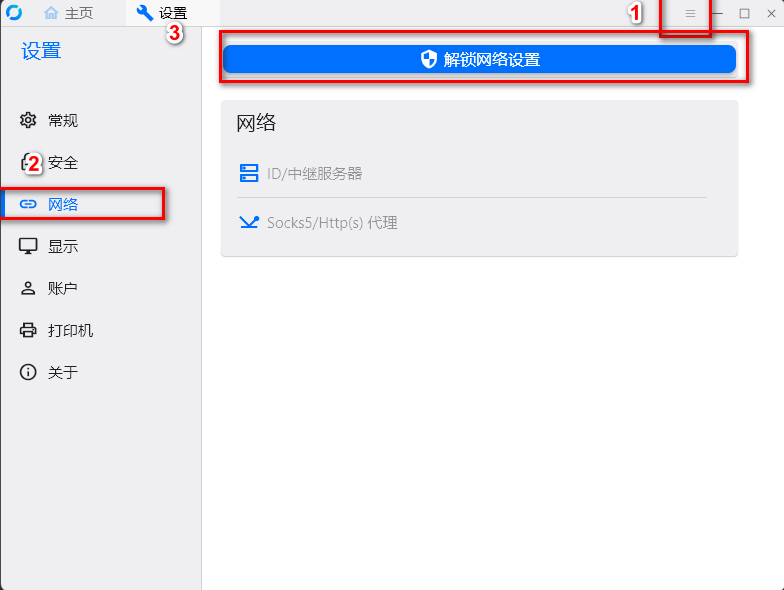 主页
设置
1
3
设置
解锁网络设置
常规
网络
2
安全
ID/中继服务器
网络
Socks5/Http(s) 代理
显示
账户
打印机
关于